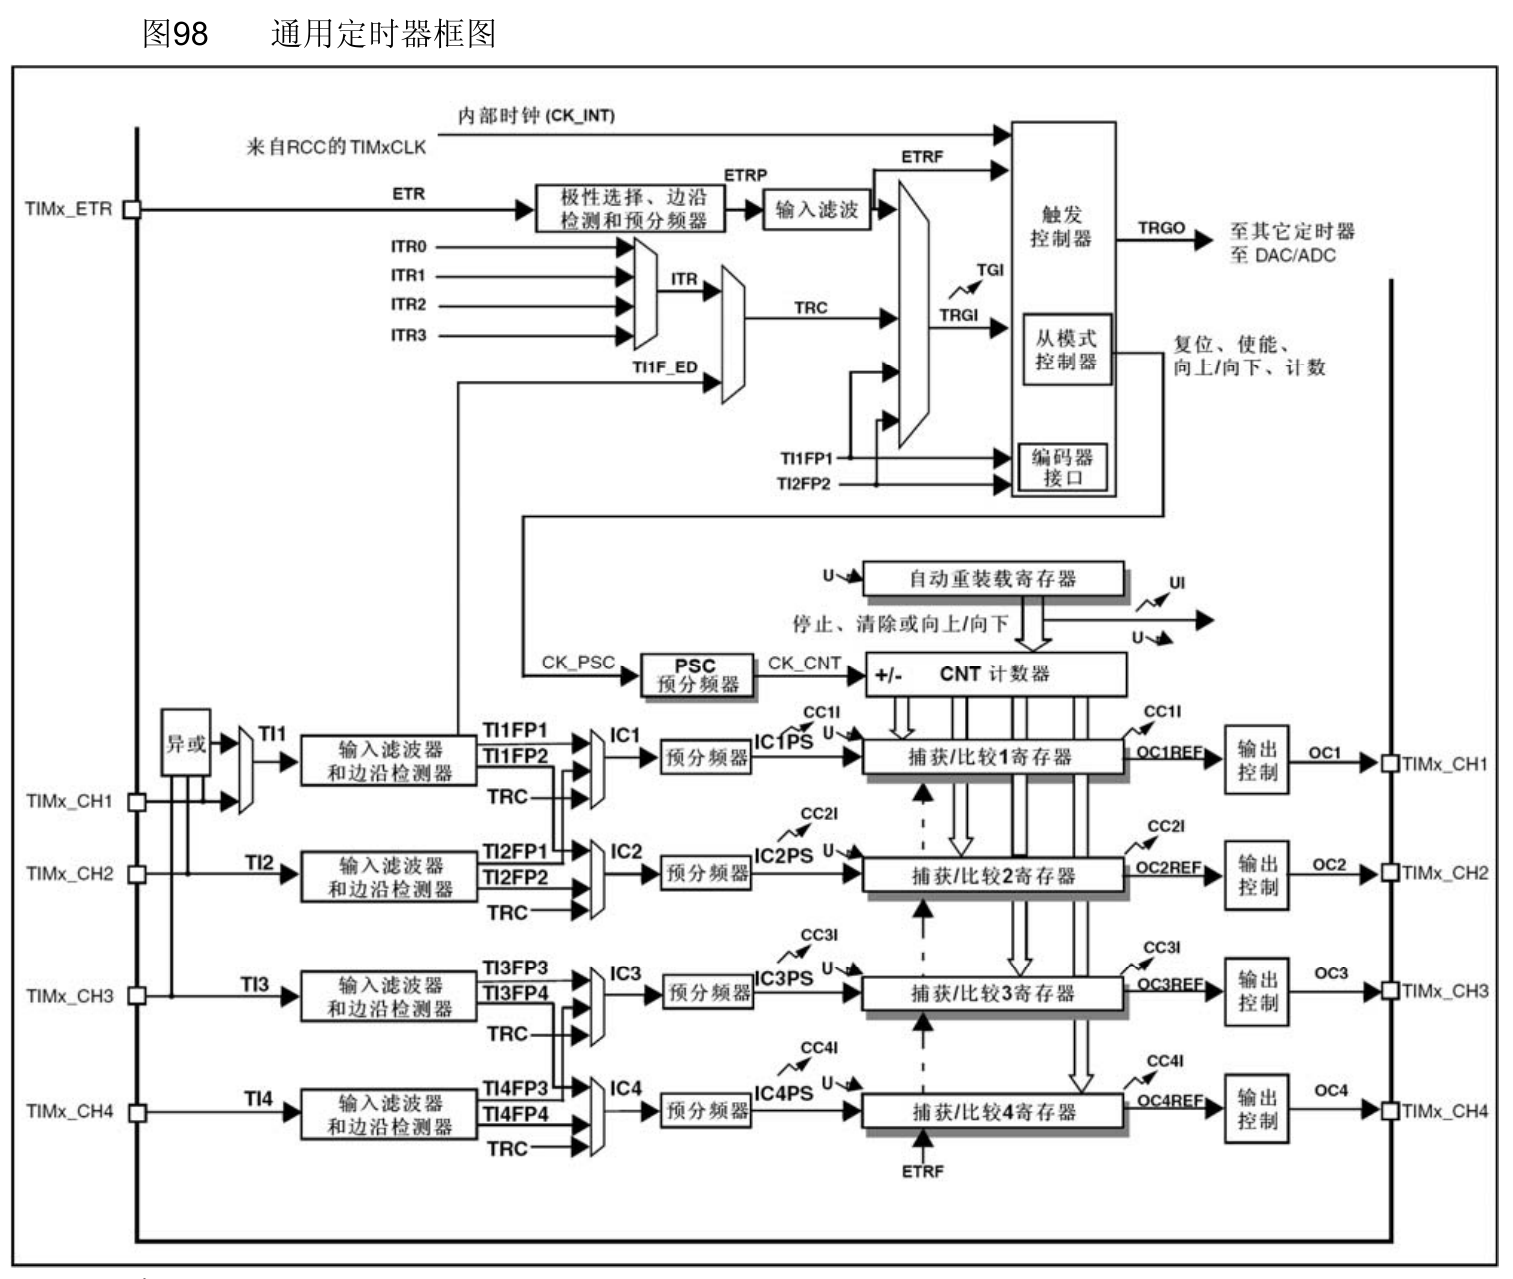 图98 通用定时器框图
内部时钟 (CK_INT)
来自RCC的TIMxCLK
ETRF
ETRP
ETR
TIMx_ETR
极性选择、边沿
检测和预分频器
输入滤波
触发
控制器
TRGO
至其它定时器
至 DAC/ADC
ITR0
ITR1
ITR2
ITR3
ITR
TRC
TGI
TRGI
TI1F_ED
从模式
控制器
复位、使能、
向上/向下、计数
TI1FP1
TI2FP2
编码器
接口
U
自动重装载寄存器
UI
停止、清除或向上/向下
U
CK_PSC
PSC
预分频器
CK_CNT
+/-
CNT 计数器
异或
TI1
输入滤波器
和边沿检测器
TI1FP1
TI1FP2
TRC
IC1
预分频器
CC1I
IC1PS
U
捕获/比较1寄存器
CC1I
OC1REF
输出
控制
OC1
TIMx_CH1
TIMx_CH1
TIMx_CH2
TI2
输入滤波器
和边沿检测器
TI2FP1
TI2FP2
TRC
IC2
预分频器
CC2I
IC2PS
U
捕获/比较2寄存器
CC2I
OC2REF
输出
控制
OC2
TIMx_CH2
TIMx_CH3
TI3
输入滤波器
和边沿检测器
TI3FP3
TI3FP4
TRC
IC3
预分频器
CC3I
IC3PS
U
捕获/比较3寄存器
CC3I
OC3REF
输出
控制
OC3
TIMx_CH3
TIMx_CH4
TI4
输入滤波器
和边沿检测器
TI4FP3
TI4FP4
TRC
IC4
预分频器
CC4I
IC4PS
U
捕获/比较4寄存器
CC4I
OC4REF
输出
控制
OC4
TIMx_CH4
ETRF